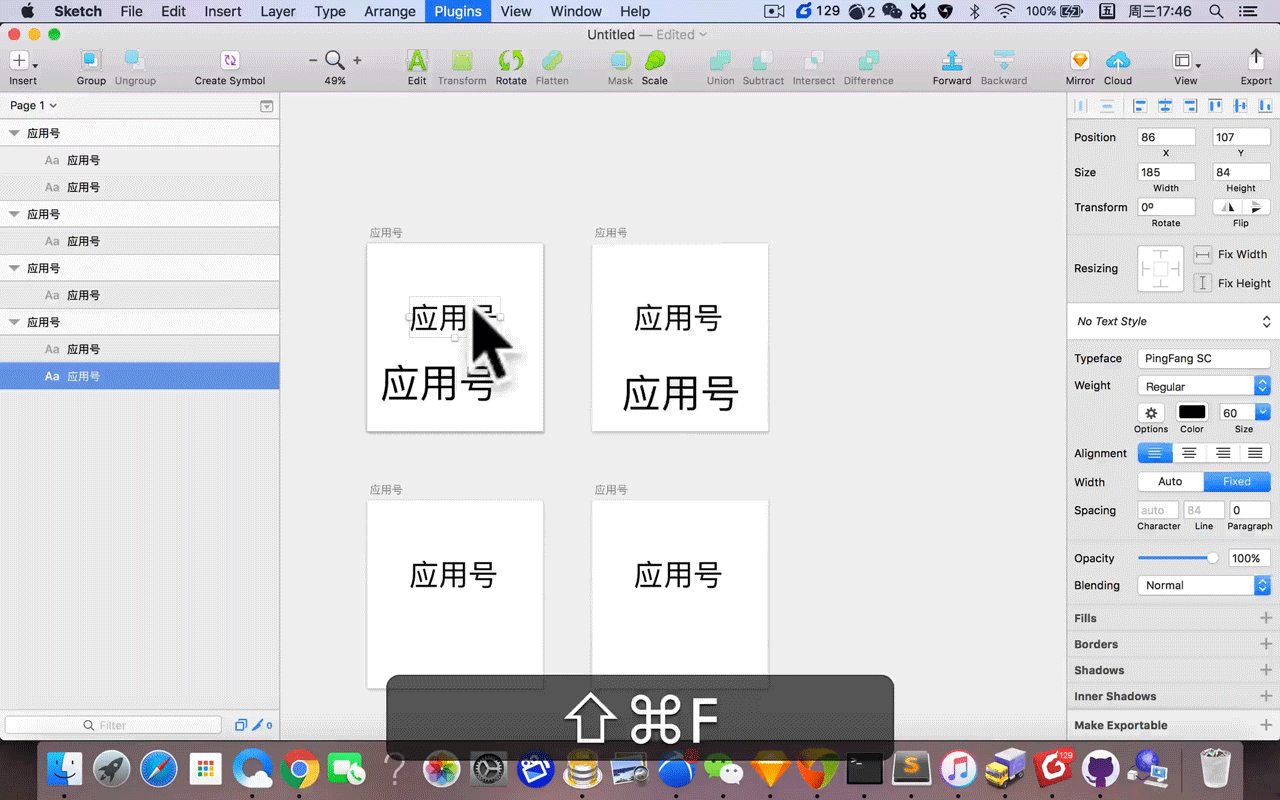 Sketch File Edit Insert Layer Type Arrange Plugins View Window Help 129 2 100% 五 周三17:46
Untitled — Edited
Insert Group Ungroup Create Symbol 49% Edit Transform Rotate Flatten Mask Scale Union Subtract Intersect Difference Forward Backward Mirror Cloud View Export
Page 1
应用号
Aa 应用号
Aa 应用号
应用号
Aa 应用号
应用号
Aa 应用号
应用号
Aa 应用号
Aa 应用号
Filter 0
应用号 应用号
应用号 应用号
应用号 应用号
应用号 应用号
应用号 应用号
⇧⌘F
Position 86 107
X Y
Size 185 84
Width Height
Transform 0º
Rotate Flip
Resizing Fix Width
Fix Height
No Text Style
Typeface PingFang SC
Weight Regular
60
Options Color Size
Alignment
Width Auto Fixed
Spacing auto 84 0
Character Line Paragraph
Opacity 100%
Blending Normal
Fills
Borders
Shadows
Inner Shadows
Make Exportable
129